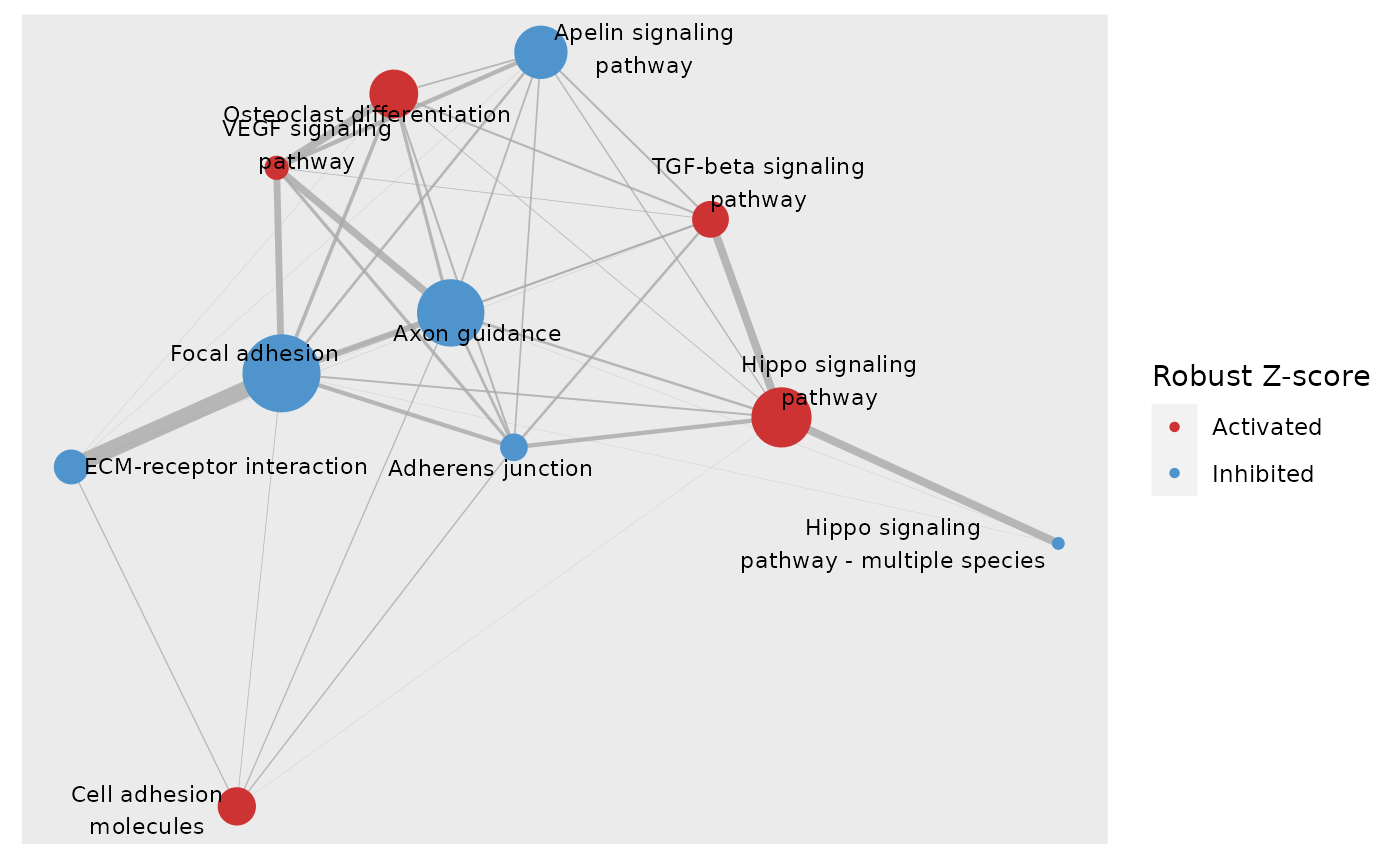 Apelin signaling
pathway
Osteoclast differentiation
VEGF signaling
pathway
TGF-beta signaling
pathway
Axon guidance
Focal adhesion
Hippo signaling
pathway
ECM-receptor interaction
Adherens junction
Hippo signaling
pathway - multiple species
Cell adhesion
molecules
Robust Z-score
Activated
Inhibited